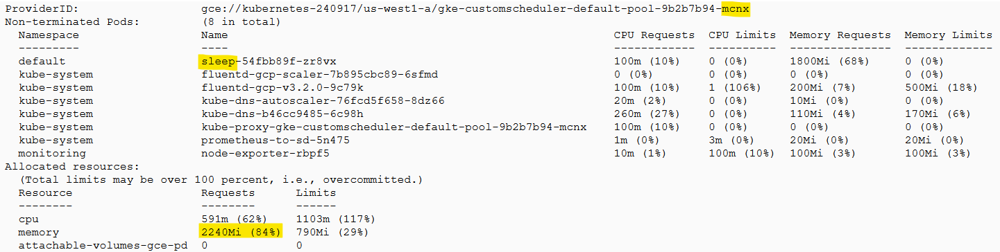 ProviderID: gce://kubernetes-240917/us-west1-a/gke-customscheduler-default-pool-9b2b7b94-mcnx
Non-terminated Pods: (8 in total)
Namespace Name CPU Requests CPU Limits Memory Requests Memory Limits
--------- ---- ------------ ---------- --------------- -------------
default sleep-54fbb89f-zr8vx 100m (10%) 0 (0%) 1800Mi (68%) 0 (0%)
kube-system fluentd-gcp-scaler-7b895cbc89-6sfmd 0 (0%) 0 (0%) 0 (0%) 0 (0%)
kube-system fluentd-gcp-v3.2.0-9c79k 100m (10%) 1 (106%) 200Mi (7%) 500Mi (18%)
kube-system kube-dns-autoscaler-76fcd5f658-8dz66 20m (2%) 0 (0%) 10Mi (0%) 0 (0%)
kube-system kube-dns-b46cc9485-6c98h 260m (27%) 0 (0%) 110Mi (4%) 170Mi (6%)
kube-system kube-proxy-gke-customscheduler-default-pool-9b2b7b94-mcnx 100m (10%) 0 (0%) 0 (0%) 0 (0%)
kube-system prometheus-to-sd-5n475 1m (0%) 3m (0%) 20Mi (0%) 20Mi (0%)
monitoring node-exporter-rbpf5 10m (1%) 100m (10%) 100Mi (3%) 100Mi (3%)
Allocated resources:
(Total limits may be over 100 percent, i.e., overcommitted.)
Resource Requests Limits
-------- -------- ------
cpu 591m (62%) 1103m (117%)
memory 2240Mi (84%) 790Mi (29%)
attachable-volumes-gce-pd 0 0